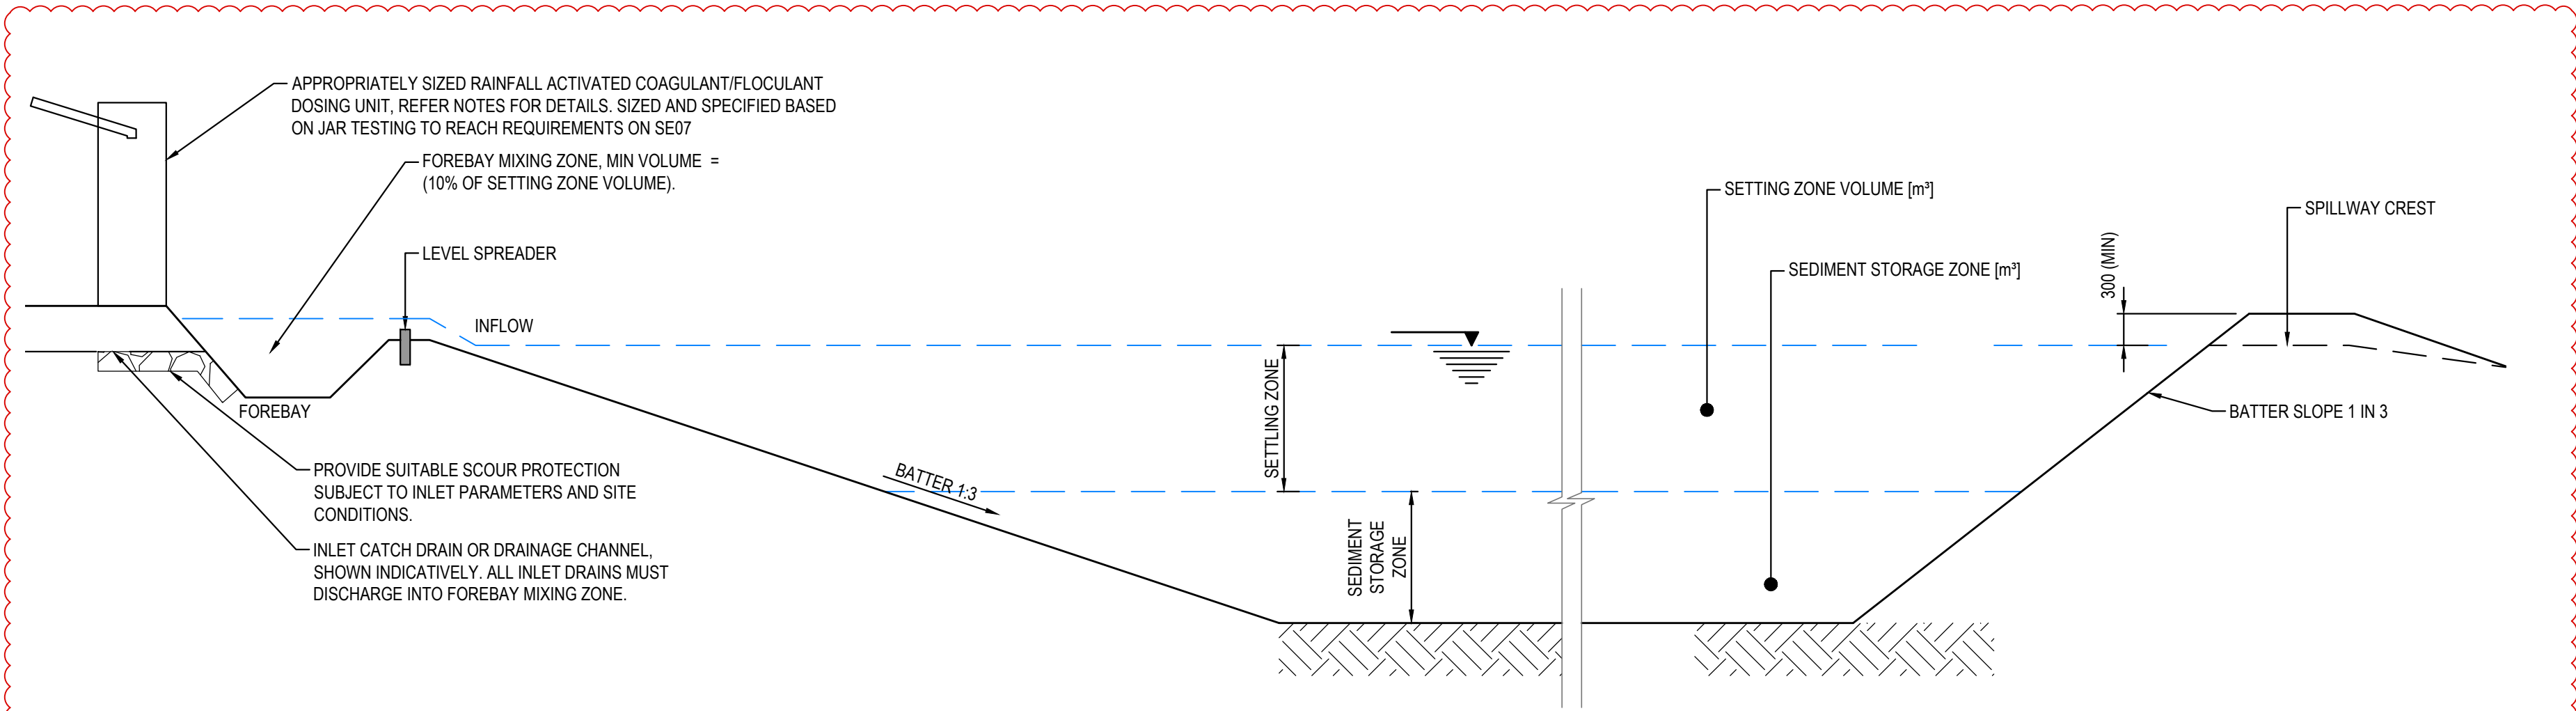 APPROPRIATELY SIZED RAINFALL ACTIVATED COAGULANT/FLOCULANT
DOSING UNIT, REFER NOTES FOR DETAILS. SIZED AND SPECIFIED BASED
ON JAR TESTING TO REACH REQUIREMENTS ON SE07
FOREBAY MIXING ZONE, MIN VOLUME =
(10% OF SETTING ZONE VOLUME).
LEVEL SPREADER
INFLOW
FOREBAY
PROVIDE SUITABLE SCOUR PROTECTION
SUBJECT TO INLET PARAMETERS AND SITE
CONDITIONS.
INLET CATCH DRAIN OR DRAINAGE CHANNEL,
SHOWN INDICATIVELY. ALL INLET DRAINS MUST
DISCHARGE INTO FOREBAY MIXING ZONE.
BATTER 1:3
SETTLING ZONE
SEDIMENT
STORAGE
ZONE
SETTING ZONE VOLUME [m³]
SEDIMENT STORAGE ZONE [m³]
300 (MIN)
SPILLWAY CREST
BATTER SLOPE 1 IN 3